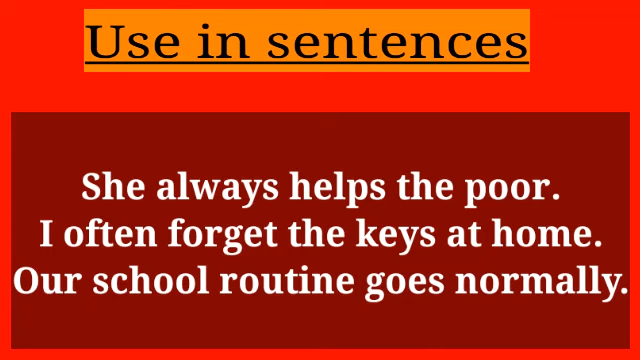 Use in sentences
She always helps the poor.
I often forget the keys at home.
Our school routine goes normally.